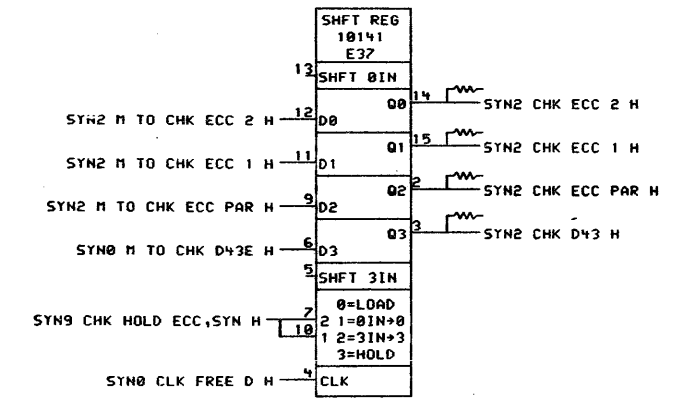 SHFT REG
10141
E37
13 SHFT 0IN
SYN2 M TO CHK ECC 2 H 12 D0 Q0 14 SYN2 CHK ECC 2 H
SYN2 M TO CHK ECC 1 H 11 D1 Q1 15 SYN2 CHK ECC 1 H
SYN2 M TO CHK ECC PAR H 9 D2 Q2 2 SYN2 CHK ECC PAR H
SYN0 M TO CHK D43E H 6 D3 Q3 3 SYN2 CHK D43 H
5 SHFT 3IN
0=LOAD
SYN9 CHK HOLD ECC,SYN H 7 2 1=0IN→0
10 1 2=3IN→3
3=HOLD
SYN0 CLK FREE D H 4 CLK